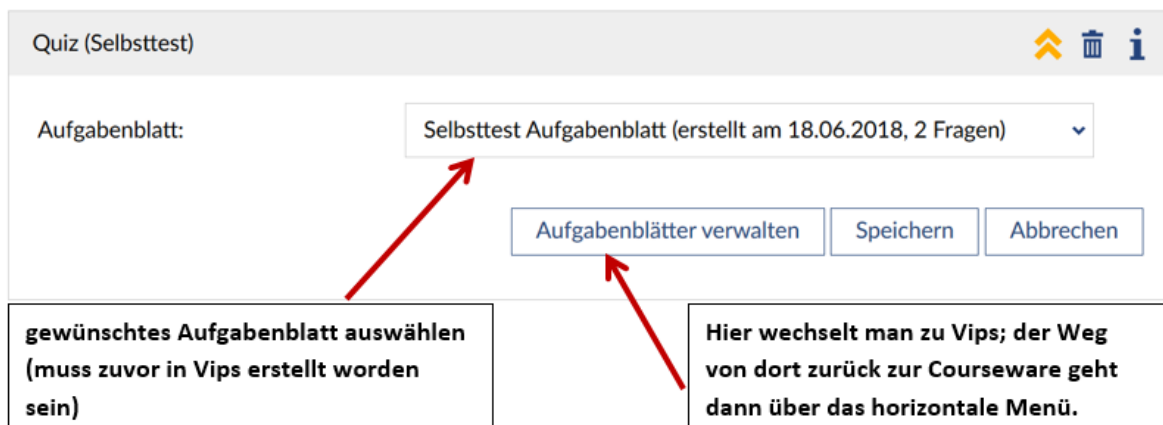 Quiz (Selbsttest)
Aufgabenblatt:
Selbsttest Aufgabenblatt (erstellt am 18.06.2018, 2 Fragen)
Aufgabenblätter verwalten
Speichern
Abbrechen
gewünschtes Aufgabenblatt auswählen
(muss zuvor in Vips erstellt worden
sein)
Hier wechselt man zu Vips; der Weg
von dort zurück zur Courseware geht
dann über das horizontale Menü.